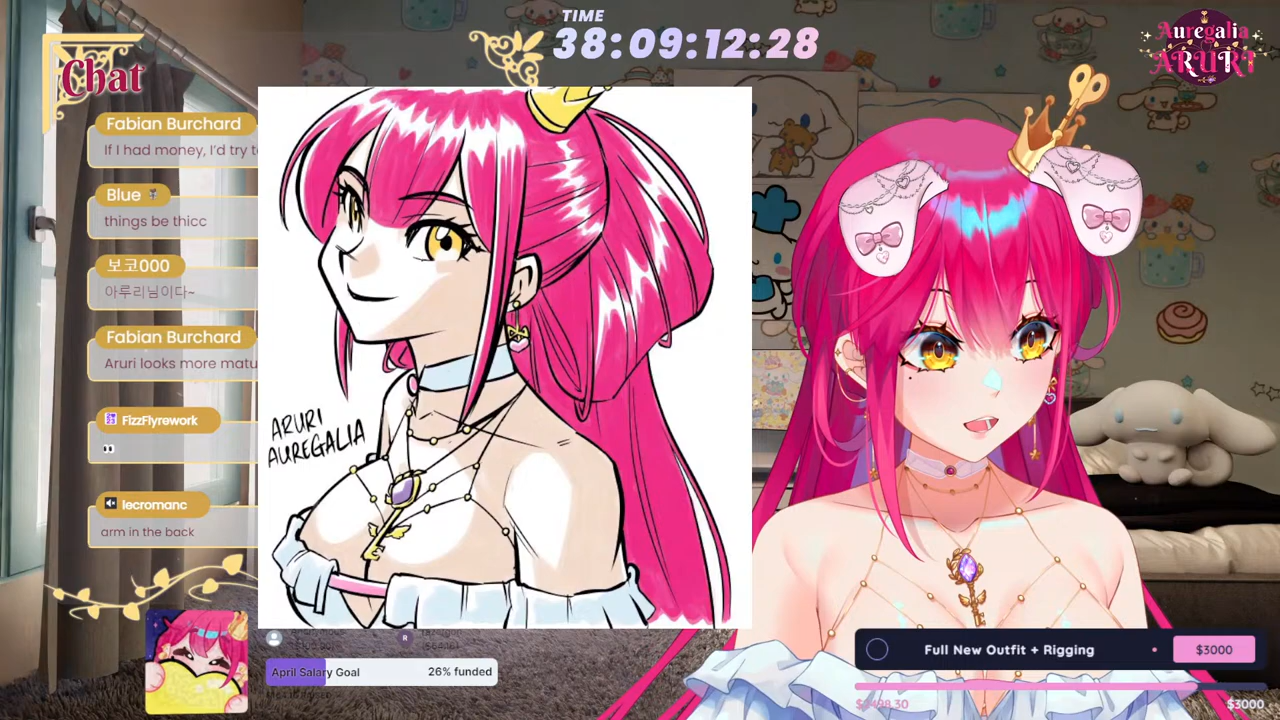 TIME
38:09:12:28
Auregalia
ARURI
Chat
Fabian Burchard
If I had money, I'd try
Blue
things be thicc
보코000
아루리님이다~
Fabian Burchard
Aruri looks more matu
FizzFlyrework
lecromanc
arm in the back
ARURI
AUREGALIA
R
April Salary Goal
26% funded
Full New Outfit + Rigging
$3000
$3000